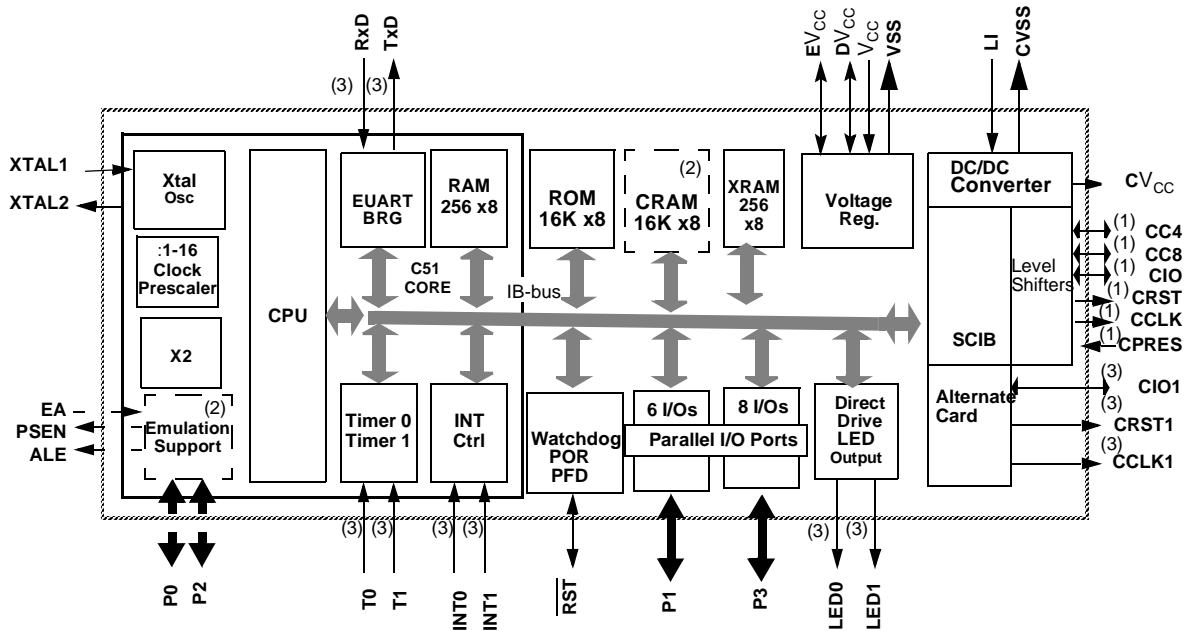 RxD
TxD
EVCC
DVCC
VCC
VSS
LI
CVSS
(3)
(3)
XTAL1
XTAL2
Xtal
Osc
:1-16
Clock
Prescaler
X2
(2)
Emulation
Support
EA
PSEN
ALE
CPU
EUART
BRG
RAM
256 x8
C51
CORE
IB-bus
ROM
16K x8
(2)
CRAM
16K x8
XRAM
256
x8
Voltage
Reg.
DC/DC
Converter
CVCC
Level
Shifters
SCIB
(1) CC4
(1) CC8
(1) CIO
(1) CRST
(1) CCLK
(1) CPRES
Alternate
Card
(3) CIO1
(3) CRST1
(3) CCLK1
Timer 0
Timer 1
INT
Ctrl
Watchdog
POR
PFD
6 I/Os
8 I/Os
Parallel I/O Ports
Direct
Drive
LED
Output
(3)
(3)
(3)
(3)
(3)
(3)
P0
P2
T0
T1
INT0
INT1
RST
P1
P3
LED0
LED1